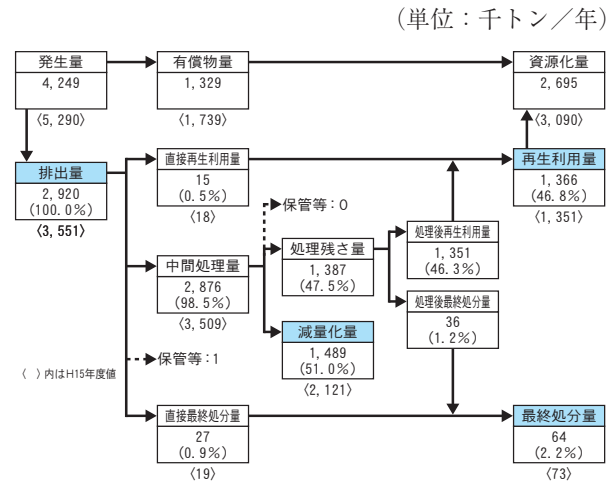 (単位：千トン／年)
発生量
4,249
〈5,290〉
有償物量
1,329
〈1,739〉
資源化量
2,695
〈3,090〉
排出量
2,920
(100.0%)
〈3,551〉
直接再生利用量
15
(0.5%)
〈18〉
再生利用量
1,366
(46.8%)
〈1,351〉
保管等：0
中間処理量
2,876
(98.5%)
〈3,509〉
処理残さ量
1,387
(47.5%)
処理後再生利用量
1,351
(46.3%)
処理後最終処分量
36
(1.2%)
減量化量
1,489
(51.0%)
〈2,121〉
保管等：1
〈　〉内はH15年度値
直接最終処分量
27
(0.9%)
〈19〉
最終処分量
64
(2.2%)
〈73〉